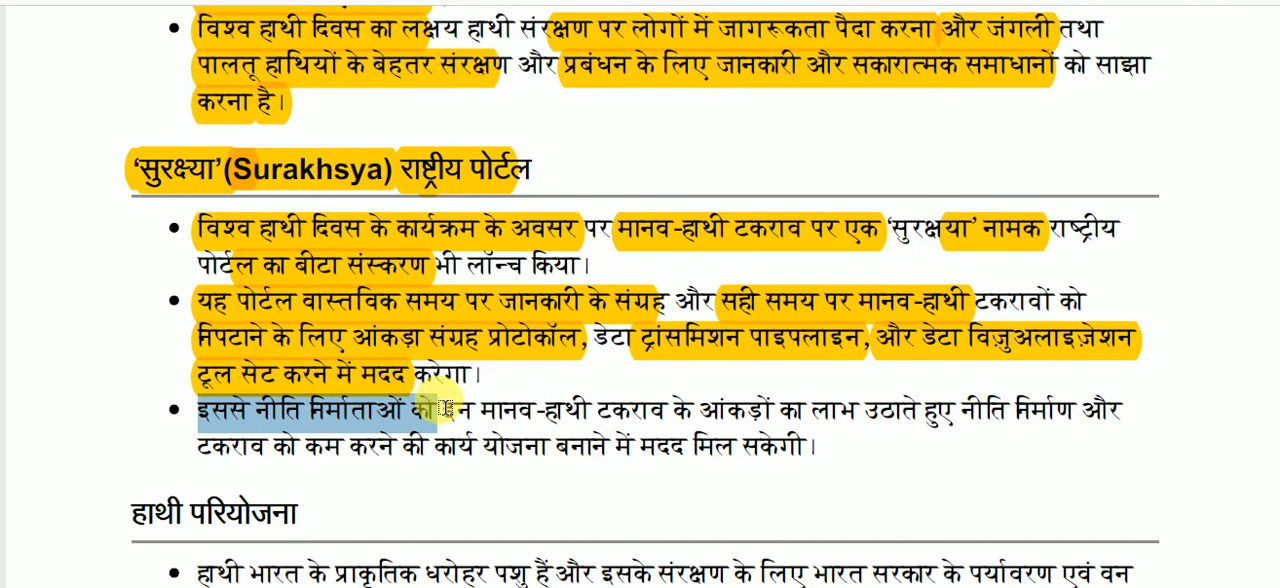 विश्व हाथी दिवस का लक्षय हाथी संरक्षण पर लोगों में जागरूकता पैदा करना और जंगली तथा
पालतू हाथियों के बेहतर संरक्षण और प्रबंधन के लिए जानकारी और सकारात्मक समाधानों को साझा
करना है।
‘सुरक्ष्या’(Surakhsya) राष्ट्रीय पोर्टल
विश्व हाथी दिवस के कार्यक्रम के अवसर पर मानव-हाथी टकराव पर एक ‘सुरक्षया’ नामक राष्ट्रीय
पोर्टल का बीटा संस्करण भी लॉन्च किया।
यह पोर्टल वास्तविक समय पर जानकारी के संग्रह और सही समय पर मानव-हाथी टकरावों को
निपटाने के लिए आंकड़ा संग्रह प्रोटोकॉल, डेटा ट्रांसमिशन पाइपलाइन, और डेटा विज़ुअलाइज़ेशन
टूल सेट करने में मदद करेगा।
इससे नीति निर्माताओं को इन मानव-हाथी टकराव के आंकड़ों का लाभ उठाते हुए नीति निर्माण और
टकराव को कम करने की कार्य योजना बनाने में मदद मिल सकेगी।
हाथी परियोजना
हाथी भारत के प्राकृतिक धरोहर पशु हैं और इसके संरक्षण के लिए भारत सरकार के पर्यावरण एवं वन